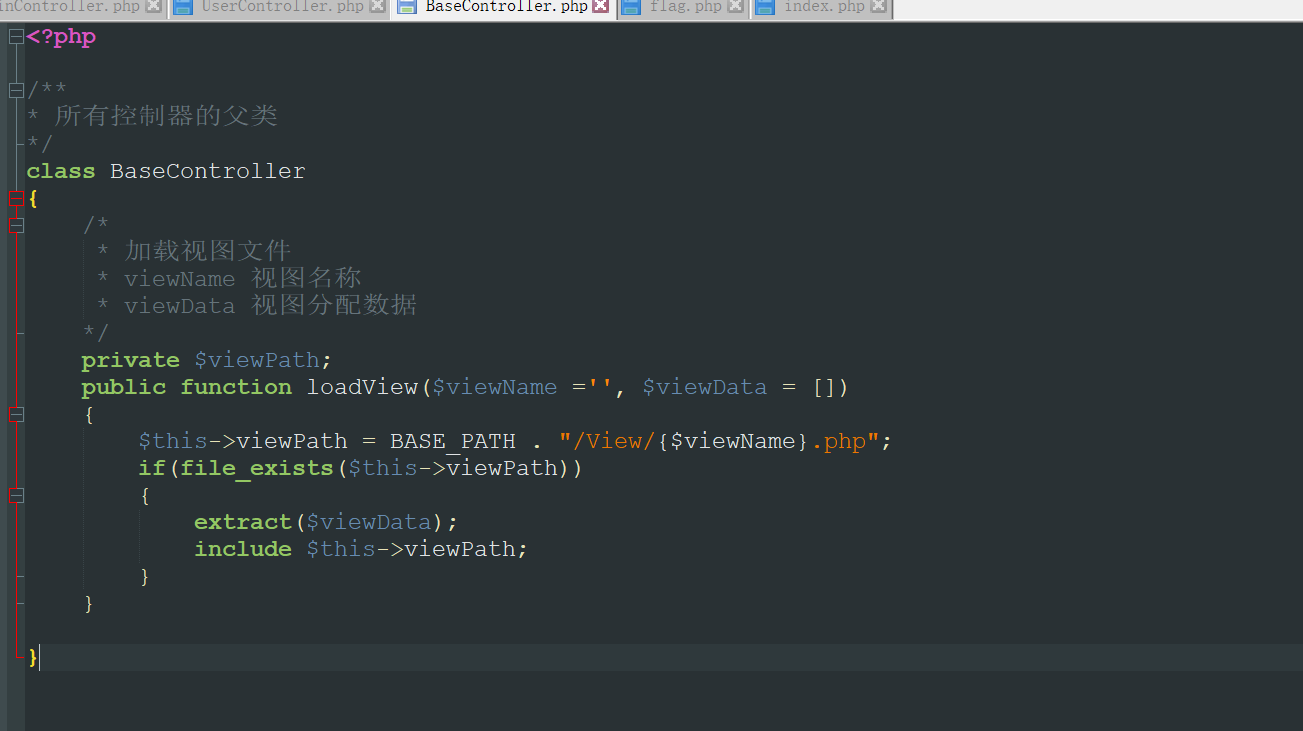 inController.php UserController.php BaseController.php flag.php index.php
<?php
/**
* 所有控制器的父类
*/
class BaseController
{
/*
* 加载视图文件
* viewName 视图名称
* viewData 视图分配数据
*/
private $viewPath;
public function loadView($viewName ='', $viewData = [])
{
$this->viewPath = BASE_PATH . "/View/{$viewName}.php";
if(file_exists($this->viewPath))
{
extract($viewData);
include $this->viewPath;
}
}
}